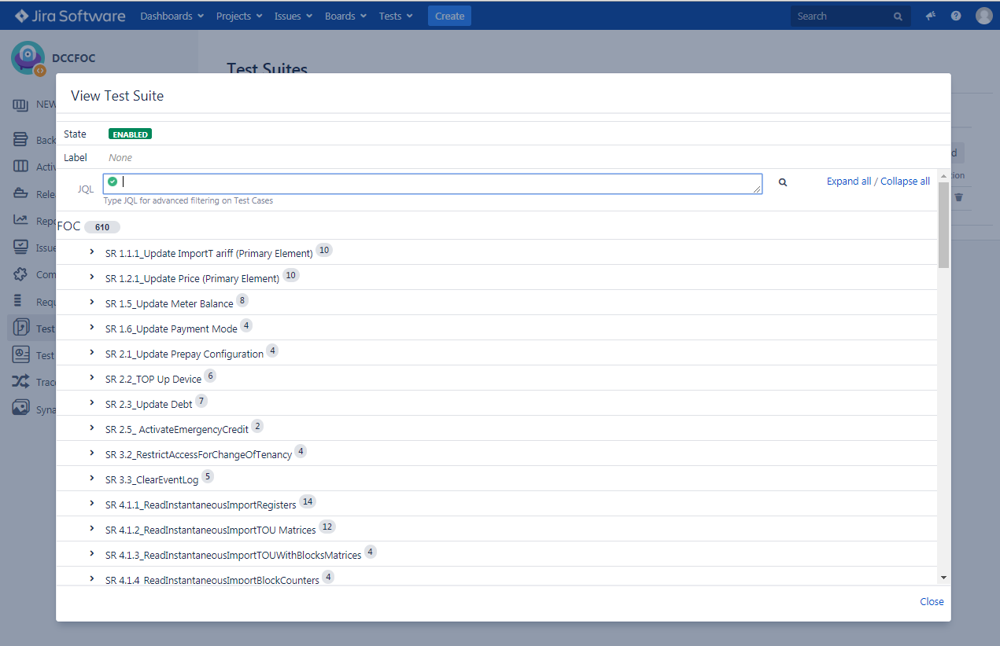 Jira Software Dashboards Projects Issues Boards Tests Create Search
DCCFOC
Test Suites
View Test Suite
NEW
State ENABLED
Label None
JQL
Expand all / Collapse all
Type JQL for advanced filtering on Test Cases
FOC 610
SR 1.1.1_Update ImportT ariff (Primary Element) 10
SR 1.2.1_Update Price (Primary Element) 10
SR 1.5_Update Meter Balance 8
SR 1.6_Update Payment Mode 4
SR 2.1_Update Prepay Configuration 4
SR 2.2_TOP Up Device 6
SR 2.3_Update Debt 7
SR 2.5_ ActivateEmergencyCredit 2
SR 3.2_RestrictAccessForChangeOfTenancy 4
SR 3.3_ClearEventLog 5
SR 4.1.1_ReadInstantaneousImportRegisters 14
SR 4.1.2_ReadInstantaneousImportTOU Matrices 12
SR 4.1.3_ReadInstantaneousImportTOUWithBlocksMatrices 4
SR 4.1.4_ReadInstantaneousImportBlockCounters 4
Close
Back
Activ
Rele
Repo
Issue
Com
Requ
Test
Test
Trac
Syna
d
tion